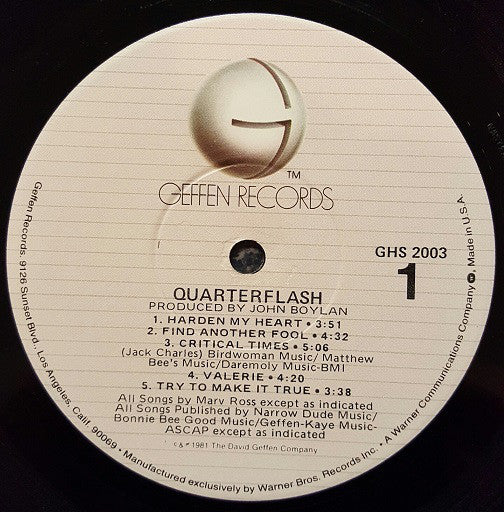 G
TM
GEFFEN RECORDS
GHS 2003
1
QUARTERFLASH
PRODUCED BY JOHN BOYLAN
1. HARDEN MY HEART • 3:51
2. FIND ANOTHER FOOL • 4:32
3. CRITICAL TIMES • 5:06
(Jack Charles) Birdwoman Music/ Matthew
Bee's Music/Daremoly Music-BMI
4. VALERIE • 4:20
5. TRY TO MAKE IT TRUE • 3:38
All Songs by Marv Ross except as indicated
All Songs Published by Narrow Dude Music/
Bonnie Bee Good Music/Geffen-Kaye Music-
ASCAP except as indicated
c & ℗ 1981 The David Geffen Company
Geffen Records, 9126 Sunset Blvd., Los Angeles, Calif. 90069 • Manufactured exclusively by Warner Bros. Records Inc. • A Warner Communications Company • Made in U.S.A.